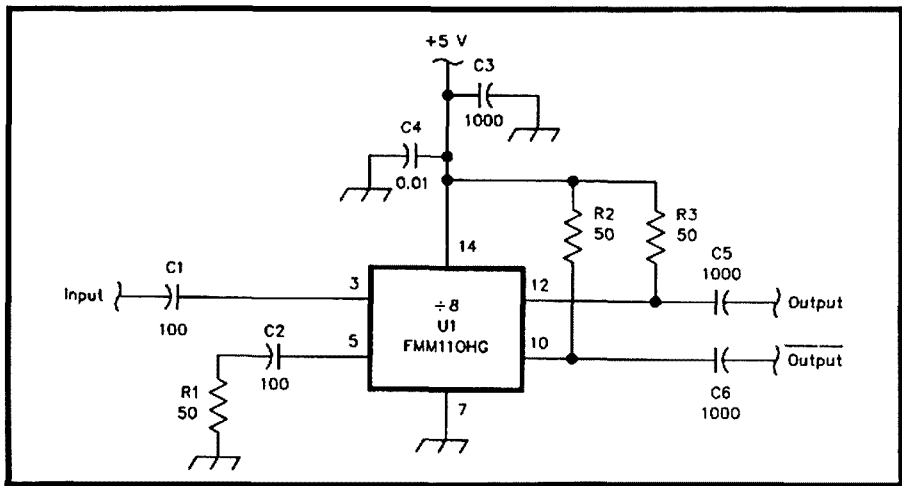 +5 V
C3
1000
C4
0.01
R2
50
R3
50
14
C5
1000
C1
Input
100
3
12
Output
÷8
U1
FMM110HG
C2
100
5
10
Output
R1
50
7
C6
1000